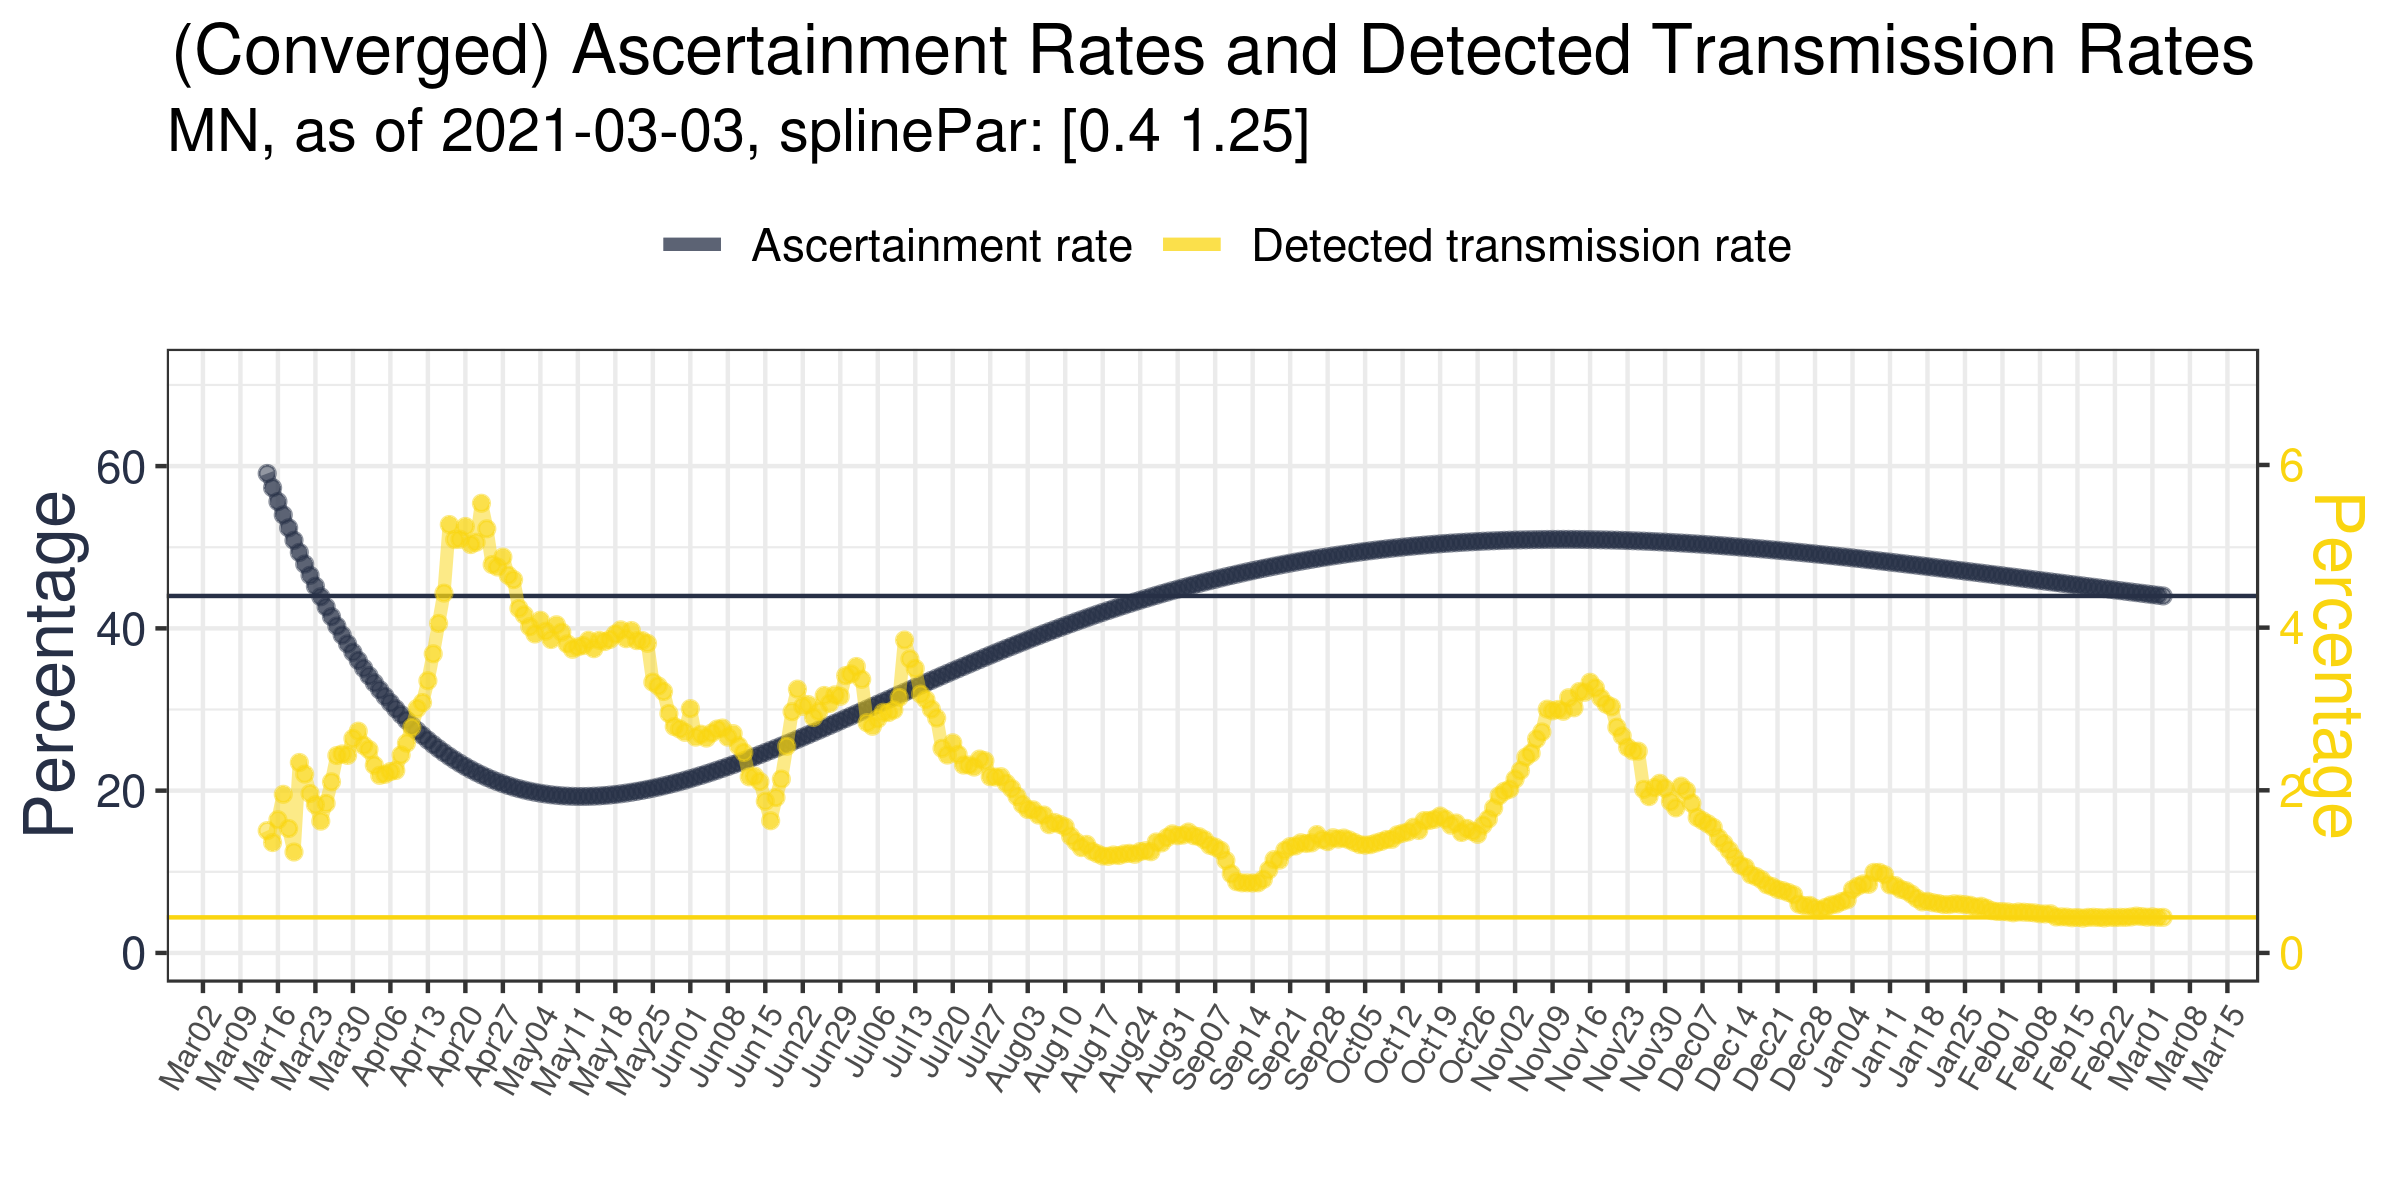 (Converged) Ascertainment Rates and Detected Transmission Rates
MN, as of 2021-03-03, splinePar: [0.4 1.25]
Ascertainment rate Detected transmission rate
Percentage
60
40
20
0
6
4
2
0
Percentage
Mar02 Mar09 Mar16 Mar23 Mar30 Apr06 Apr13 Apr20 Apr27 May04 May11 May18 May25 Jun01 Jun08 Jun15 Jun22 Jun29 Jul06 Jul13 Jul20 Jul27 Aug03 Aug10 Aug17 Aug24 Aug31 Sep07 Sep14 Sep21 Sep28 Oct05 Oct12 Oct19 Oct26 Nov02 Nov09 Nov16 Nov23 Nov30 Dec07 Dec14 Dec21 Dec28 Jan04 Jan11 Jan18 Jan25 Feb01 Feb08 Feb15 Feb22 Mar01 Mar08 Mar15